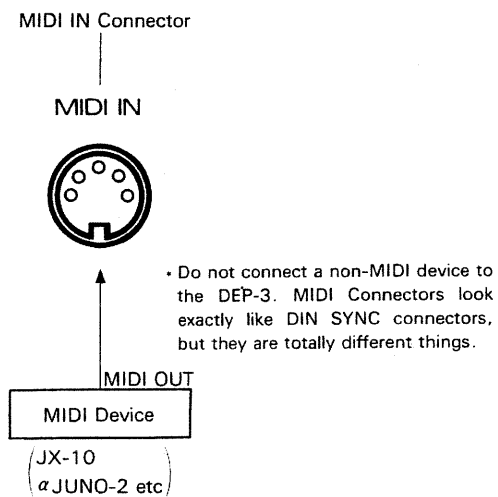 MIDI IN Connector
MIDI IN
• Do not connect a non-MIDI device to
the DEP-3. MIDI Connectors look
exactly like DIN SYNC connectors,
but they are totally different things.
MIDI OUT
MIDI Device
(JX-10
αJUNO-2 etc)